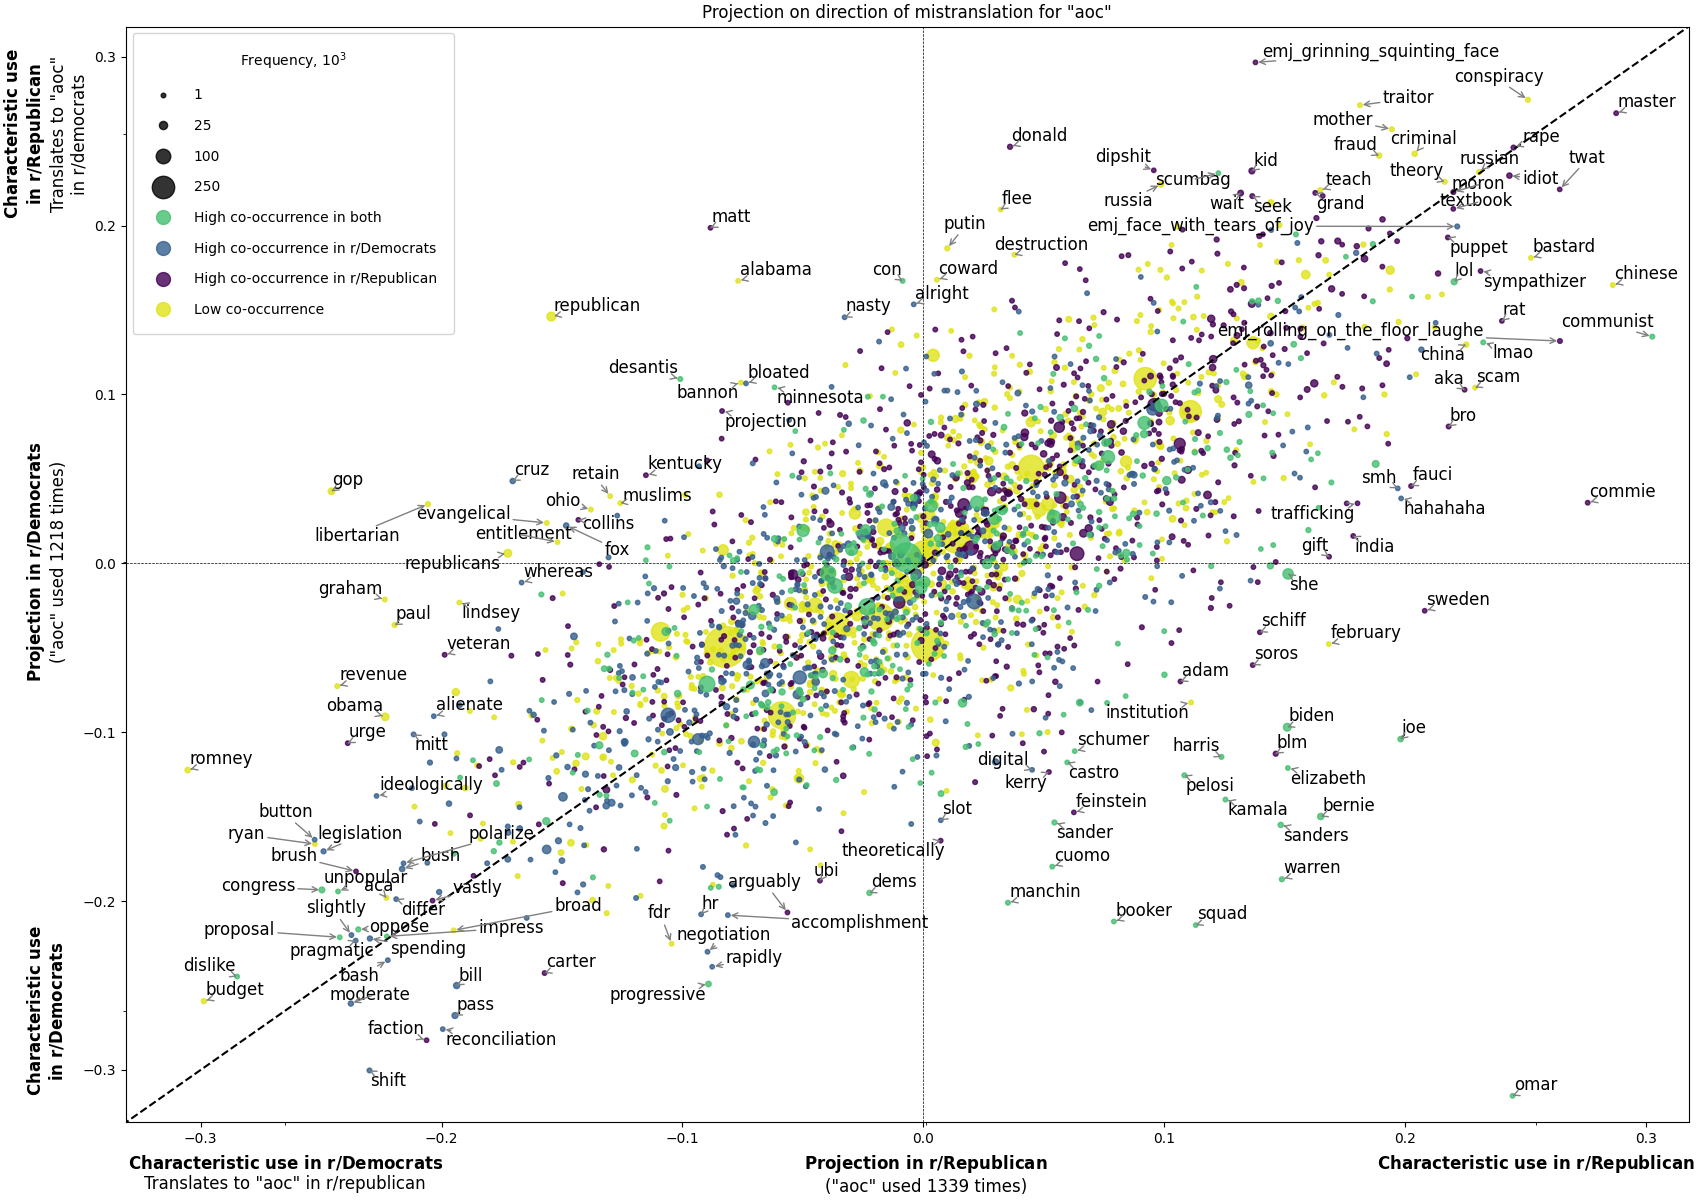 Projection on direction of mistranslation for "aoc"
Characteristic use
in r/Republican
Translates to "aoc"
in r/democrats
Projection in r/Democrats
("aoc" used 1218 times)
Characteristic use
in r/Democrats
0.3
0.2
0.1
0.0
−0.1
−0.2
−0.3
Frequency, 10³
1
25
100
250
High co-occurrence in both
High co-occurrence in r/Democrats
High co-occurrence in r/Republican
Low co-occurrence
emj_grinning_squinting_face
conspiracy
traitor
master
mother
donald
fraud
criminal
rape
dipshit
kid
russian
twat
scumbag
theory
teach
moron
idiot
russia
flee
wait
seek
grand
textbook
matt
putin
emj_face_with_tears_of_joy
destruction
puppet
bastard
alabama
con
coward
lol
sympathizer
chinese
alright
republican
nasty
rat
communist
emj_rolling_on_the_floor_laughe
china
lmao
desantis
bloated
bannon
minnesota
aka
scam
projection
bro
kentucky
cruz
retain
gop
smh
fauci
ohio
muslims
commie
evangelical
collins
trafficking
hahahaha
libertarian
entitlement
fox
gift
india
republicans
whereas
she
graham
lindsey
sweden
paul
schiff
february
veteran
soros
revenue
adam
obama
alienate
institution
biden
urge
mitt
joe
schumer
harris
blm
romney
digital
castro
elizabeth
ideologically
kerry
pelosi
button
slot
feinstein
kamala
bernie
ryan
legislation
polarize
sander
sanders
brush
bush
theoretically
cuomo
unpopular
ubi
warren
congress
aca
vastly
arguably
dems
manchin
slightly
differ
broad
fdr
hr
booker
squad
proposal
oppose
impress
accomplishment
pragmatic
spending
negotiation
dislike
bash
bill
carter
rapidly
budget
moderate
pass
progressive
faction
reconciliation
shift
omar
−0.3
−0.2
−0.1
0.0
0.1
0.2
0.3
Characteristic use in r/Democrats
Translates to "aoc" in r/republican
Projection in r/Republican
("aoc" used 1339 times)
Characteristic use in r/Republican